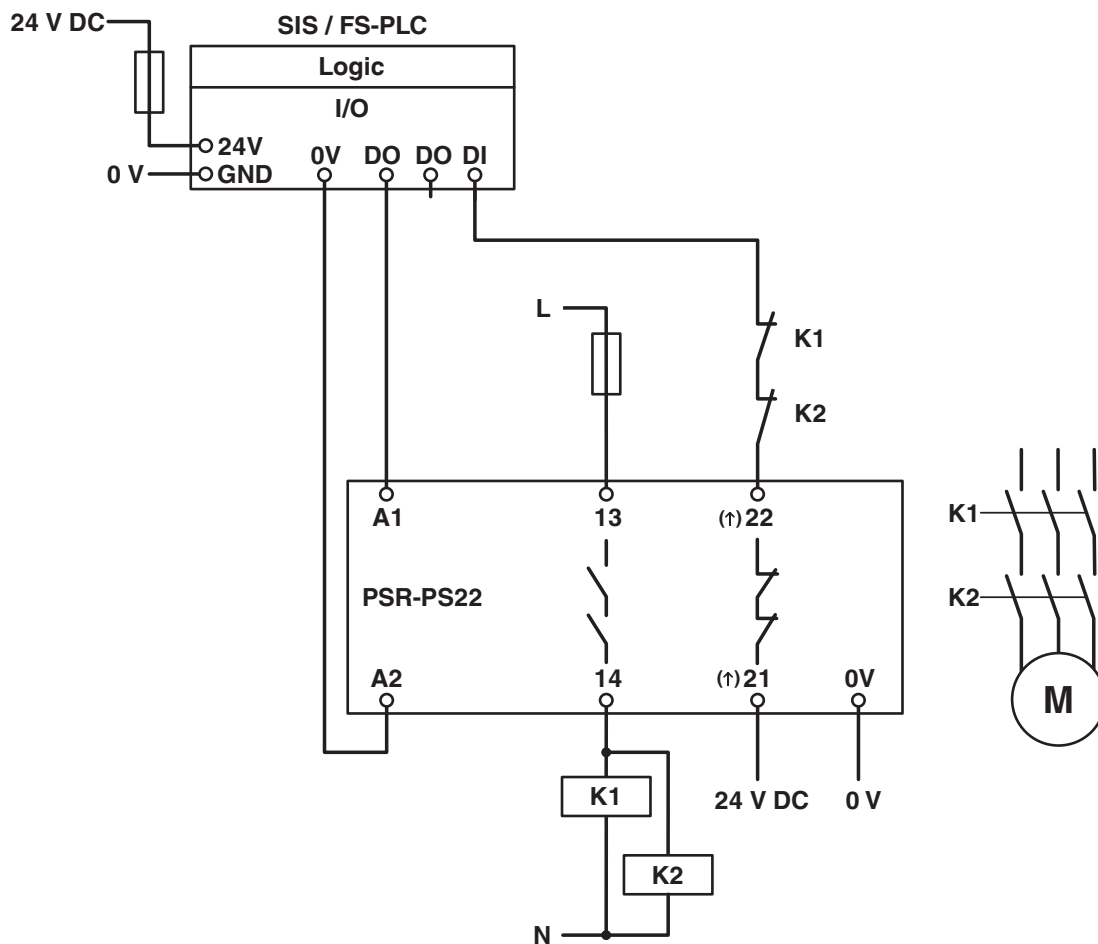 24 V DC
SIS / FS-PLC
Logic
I/O
24V
0V DO DO DI
0 V
GND
L
K1
K2
A1 13 (↑) 22
K1
PSR-PS22
K2
A2 14 (↑) 21 0V
M
K1
24 V DC 0 V
K2
N